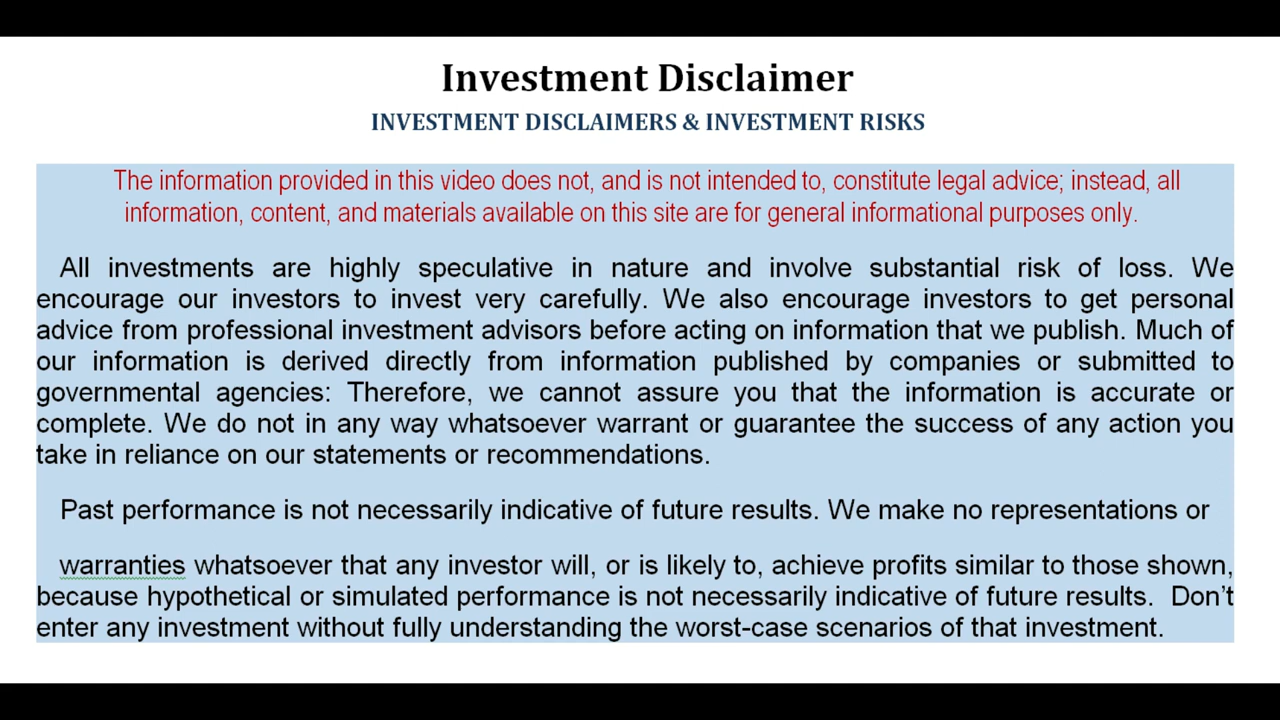 Investment Disclaimer
INVESTMENT DISCLAIMERS & INVESTMENT RISKS
The information provided in this video does not, and is not intended to, constitute legal advice; instead, all
information, content, and materials available on this site are for general informational purposes only.
All investments are highly speculative in nature and involve substantial risk of loss. We
encourage our investors to invest very carefully. We also encourage investors to get personal
advice from professional investment advisors before acting on information that we publish. Much of
our information is derived directly from information published by companies or submitted to
governmental agencies: Therefore, we cannot assure you that the information is accurate or
complete. We do not in any way whatsoever warrant or guarantee the success of any action you
take in reliance on our statements or recommendations.
Past performance is not necessarily indicative of future results. We make no representations or
warranties whatsoever that any investor will, or is likely to, achieve profits similar to those shown,
because hypothetical or simulated performance is not necessarily indicative of future results. Don’t
enter any investment without fully understanding the worst-case scenarios of that investment.